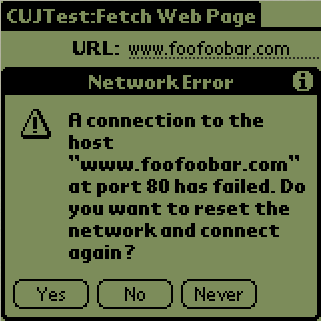 CUJTest:Fetch Web Page
URL: www.foofoobar.com
Network Error
A connection to the
host
"www.foofoobar.com"
at port 80 has failed. Do
you want to reset the
network and connect
again?
Yes No Never